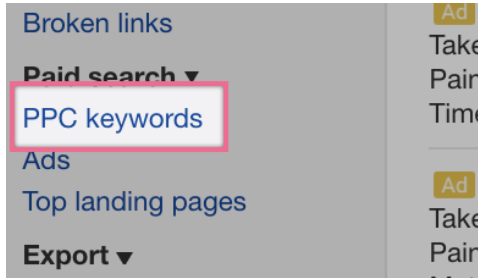 Broken links
Paid search ▾
PPC keywords
Ads
Top landing pages
Export ▾
Ad
Take
Pain
Time
Ad
Take
Pain